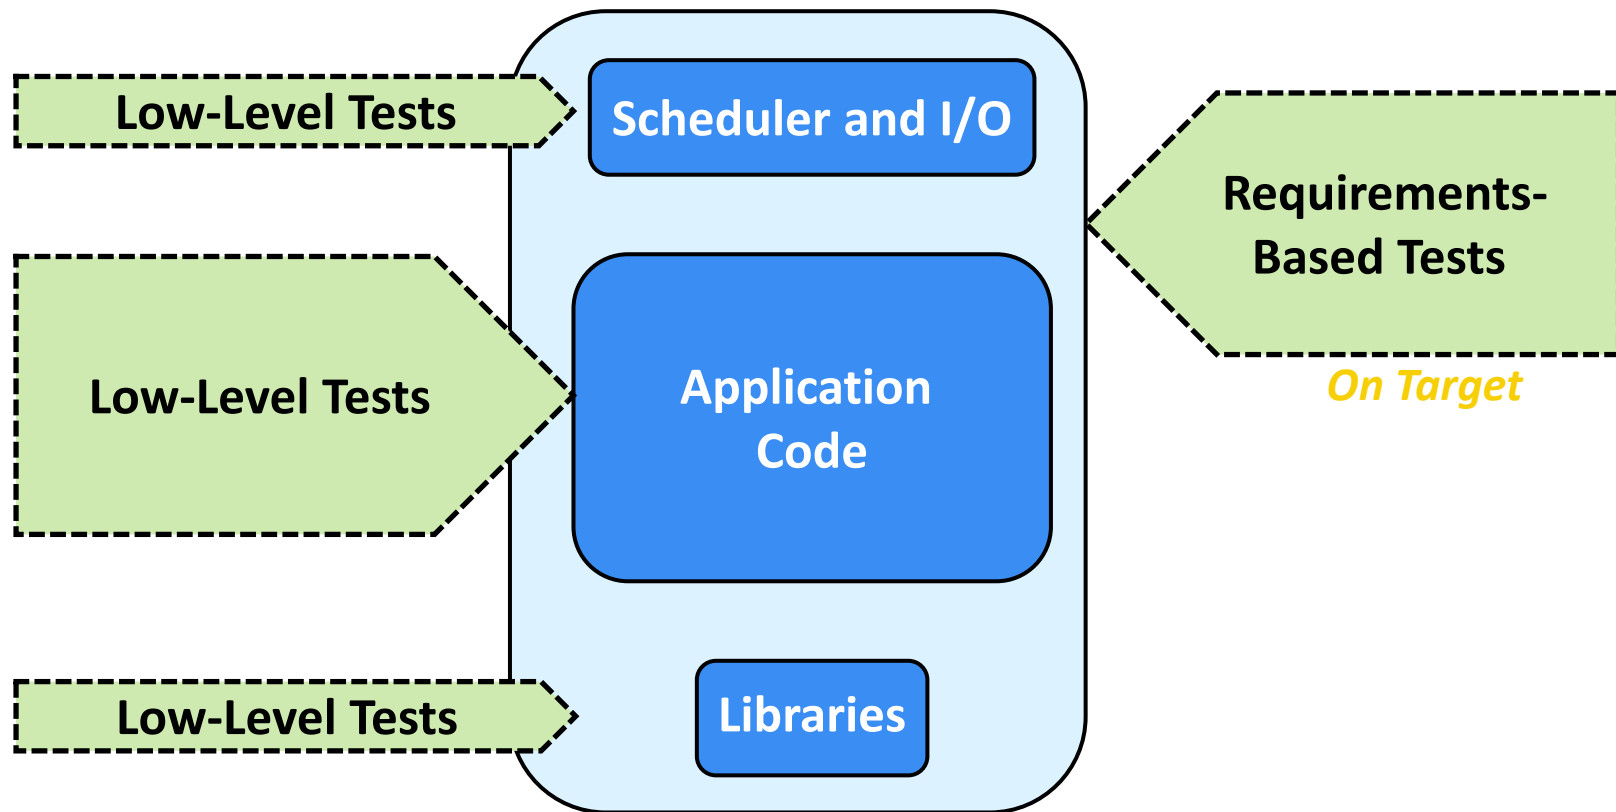 Low-Level Tests
Scheduler and I/O
Requirements-
Based Tests
On Target
Low-Level Tests
Application
Code
Low-Level Tests
Libraries